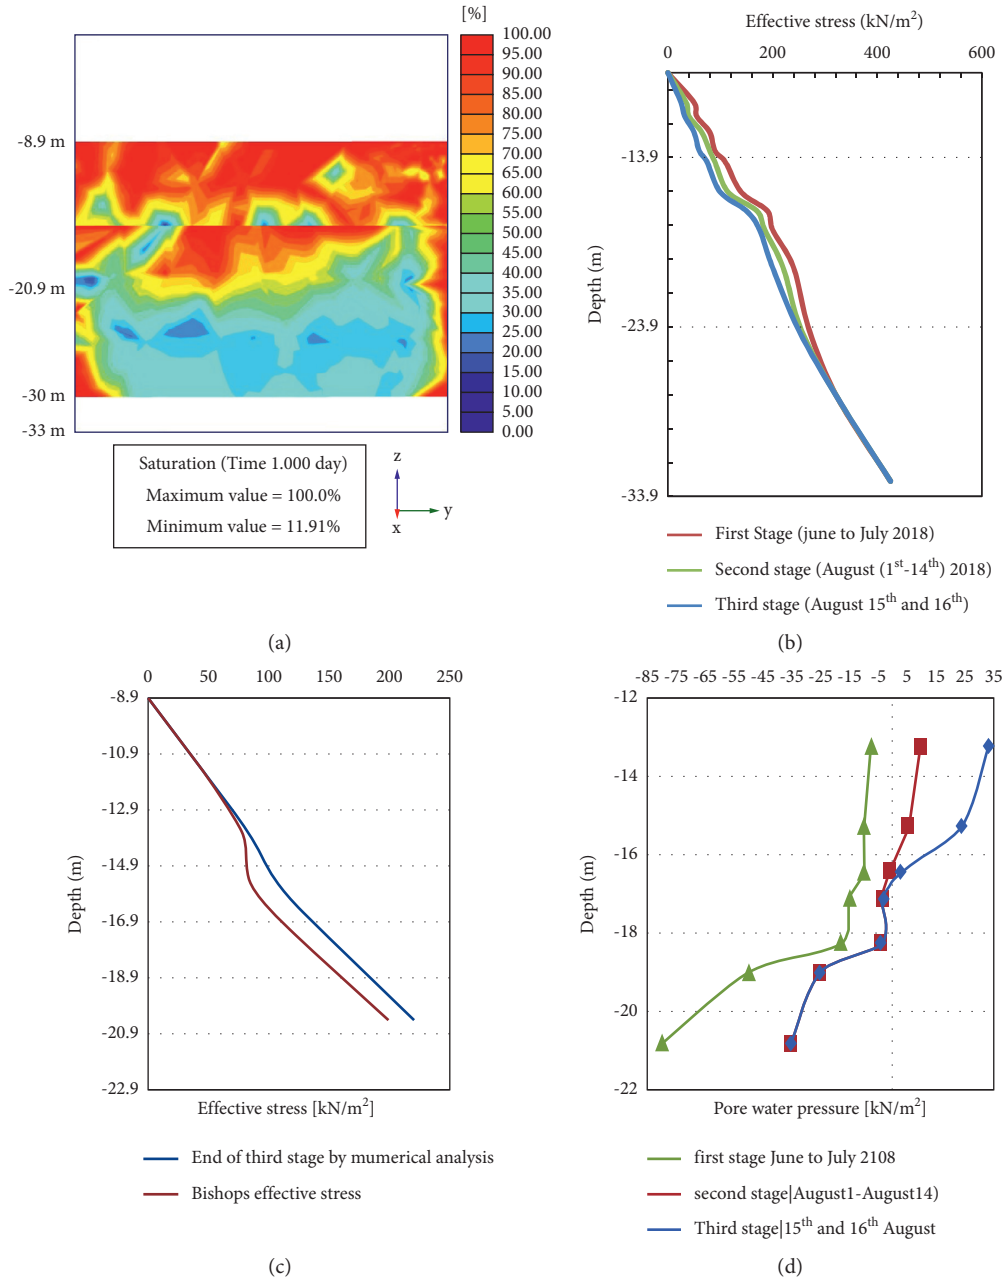 [%]
100.00
95.00
90.00
85.00
80.00
75.00
70.00
65.00
60.00
55.00
50.00
45.00
40.00
35.00
30.00
25.00
20.00
15.00
10.00
5.00
0.00
-8.9 m
-20.9 m
-30 m
-33 m
Saturation (Time 1.000 day)
Maximum value = 100.0%
Minimum value = 11.91%
z
y
x
(a)
Effective stress (kN/m²)
0 200 400 600
-13.9
-23.9
-33.9
Depth (m)
First Stage (june to July 2018)
Second stage (August (1st-14th) 2018)
Third stage (August 15th and 16th)
(b)
0 50 100 150 200 250
-8.9
-10.9
-12.9
-14.9
-16.9
-18.9
-20.9
-22.9
Depth (m)
Effective stress [kN/m²]
End of third stage by mumerical analysis
Bishops effective stress
(c)
-85 -75 -65 -55 -45 -35 -25 -15 -5 5 15 25 35
-12
-14
-16
-18
-20
-22
Depth (m)
Pore water pressure [kN/m²]
first stage June to July 2108
second stage|August1-August14)
Third stage|15th and 16th August
(d)